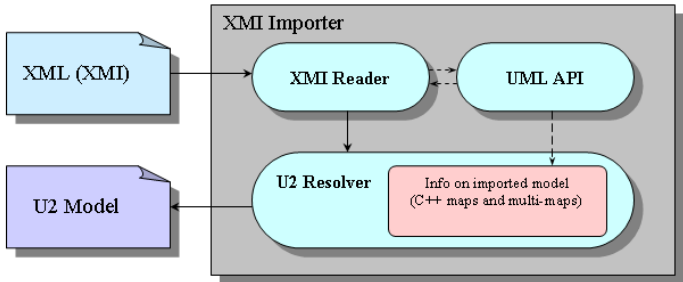 XMI Importer
XML (XMI)
XMI Reader
UML API
U2 Model
U2 Resolver
Info on imported model
(C++ maps and multi-maps)